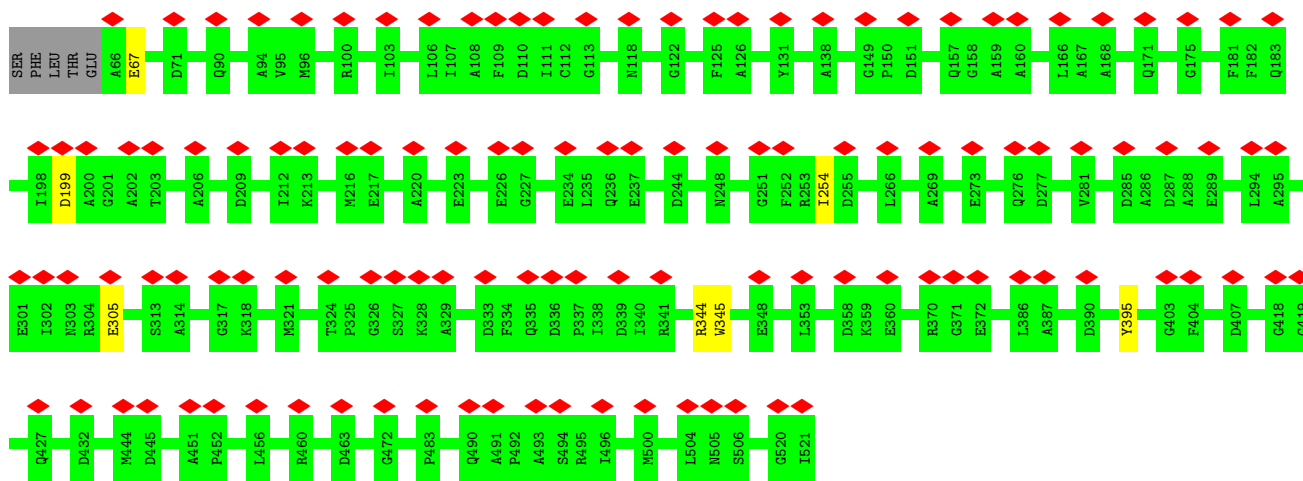 SER PHE LEU THR GLU A66 E67 D71 Q90 A94 V95 M96 R100 I103 L106 I107 A108 F109 D110 I111 C112 G113 N118 G122 F125 A126 Y131 A138 G149 P150 D151 Q157 G158 A159 A160 L166 A167 A168 Q171 G175 F181 F182 Q183
I198 D199 A200 G201 A202 T203 A206 D209 I212 K213 M216 E217 A220 E223 E226 G227 E234 L235 Q236 E237 D244 N248 G251 F252 R253 I254 D255 L266 A269 E273 Q276 D277 V281 D285 A286 D287 A288 E289 L294 A295
E301 I302 N303 R304 E305 S313 A314 G317 K318 M321 T324 P325 G326 S327 K328 A329 D333 F334 Q335 D336 P337 I338 D339 I340 R341 R344 W345 E348 L353 D358 K359 E360 R370 G371 E372 L386 A387 D390 Y395 G403 F404 D407 G418
Q427 D432 M444 D445 A451 P452 L456 R460 D463 G472 P483 Q490 A491 P492 A493 S494 R495 I496 M500 L504 N505 S506 G520 I521